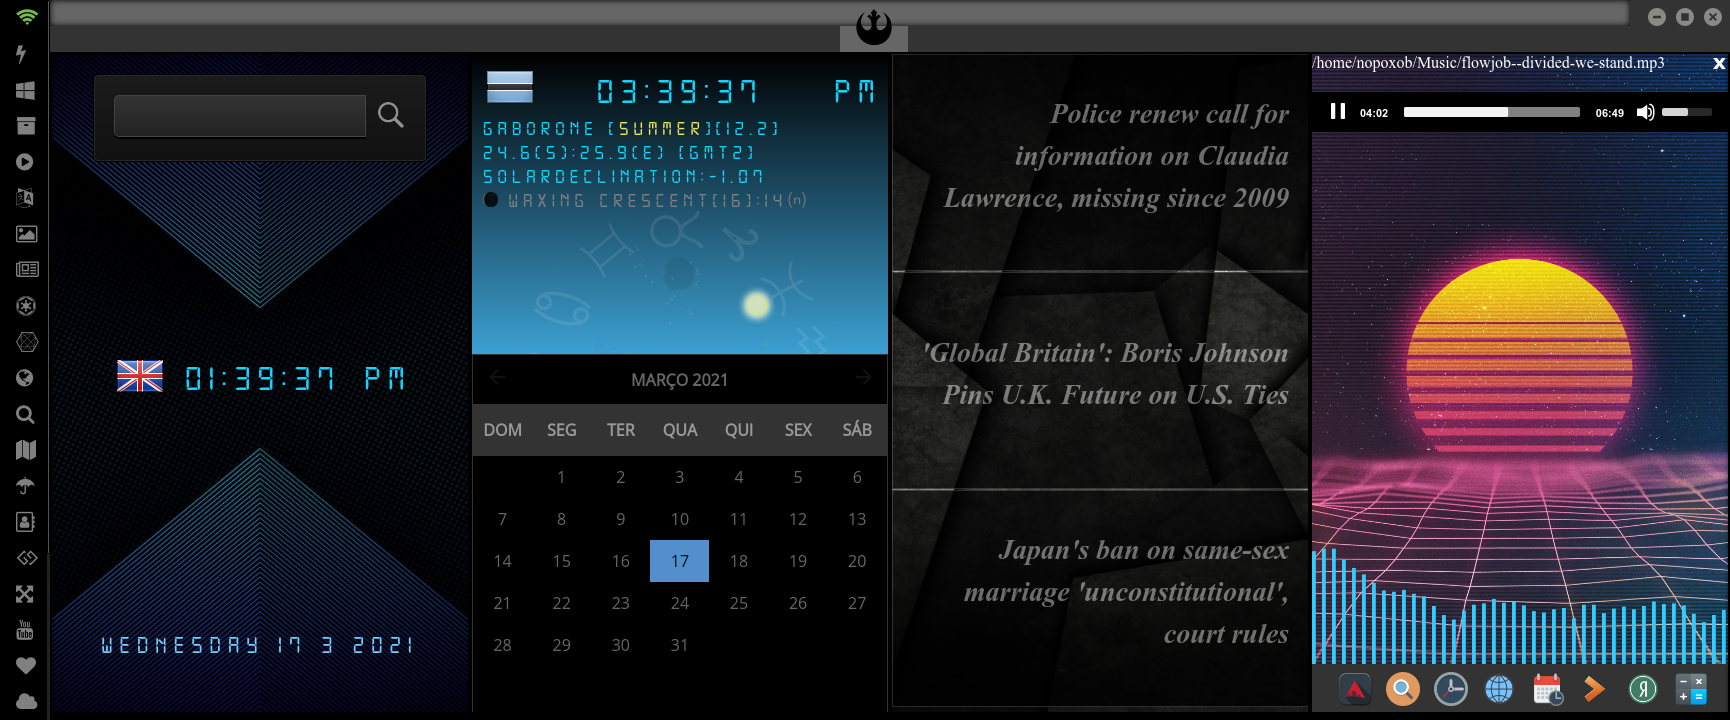 01:39:37 PM
WEDNESDAY 17 3 2021
03:39:37 PM
GABORONE [SUMMER](12.2)
24.6(S):25.9(E) [GMT2]
SOLARDECLINATION:-1.07
WAXING CRESCENT[16]:14(n)
MARÇO 2021
DOM SEG TER QUA QUI SEX SÁB
1 2 3 4 5 6
7 8 9 10 11 12 13
14 15 16 17 18 19 20
21 22 23 24 25 26 27
28 29 30 31
Police renew call for
information on Claudia
Lawrence, missing since 2009
'Global Britain': Boris Johnson
Pins U.K. Future on U.S. Ties
Japan's ban on same-sex
marriage 'unconstitutional',
court rules
/home/nopoxob/Music/flowjob--divided-we-stand.mp3 x
04:02 06:49
You
Tube
Я